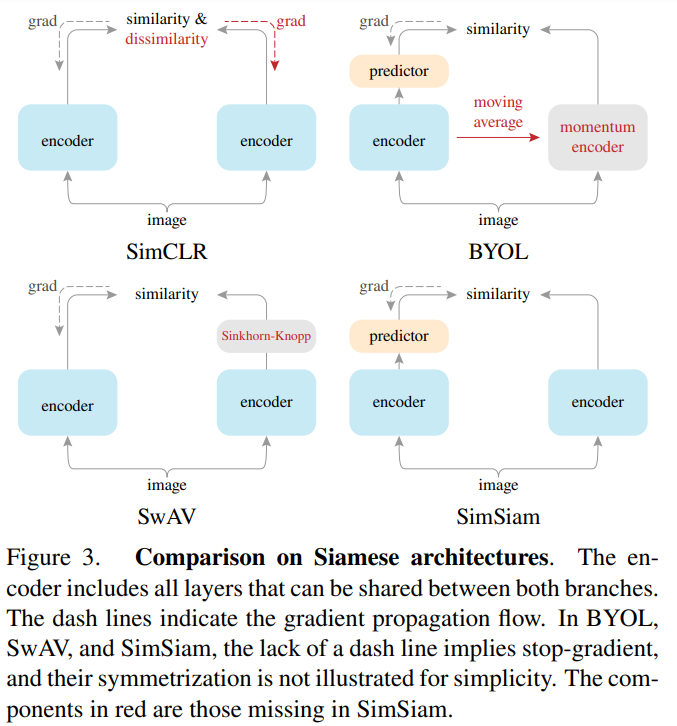 grad
similarity &
dissimilarity
grad
encoder
encoder
image
SimCLR
grad
similarity
predictor
encoder
moving
average
momentum
encoder
image
BYOL
grad
similarity
Sinkhorn-Knopp
encoder
encoder
image
SwAV
grad
similarity
predictor
encoder
encoder
image
SimSiam
Figure 3. Comparison on Siamese architectures. The en-
coder includes all layers that can be shared between both branches.
The dash lines indicate the gradient propagation flow. In BYOL,
SwAV, and SimSiam, the lack of a dash line implies stop-gradient,
and their symmetrization is not illustrated for simplicity. The com-
ponents in red are those missing in SimSiam.